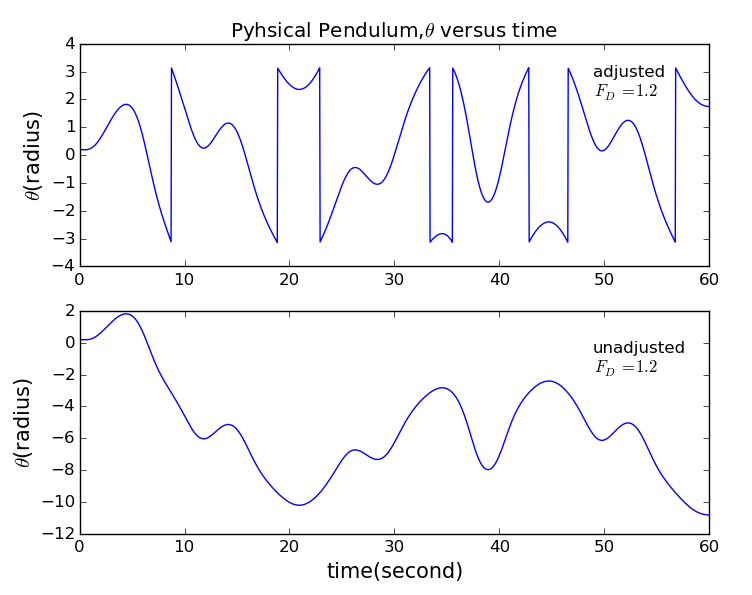 Pyhsical Pendulum,θ versus time
4
3
2
1
0
−1
−2
−3
−4
θ(radius)
adjusted
F_D =1.2
0 10 20 30 40 50 60
2
0
−2
−4
−6
−8
−10
−12
θ(radius)
unadjusted
F_D =1.2
0 10 20 30 40 50 60
time(second)